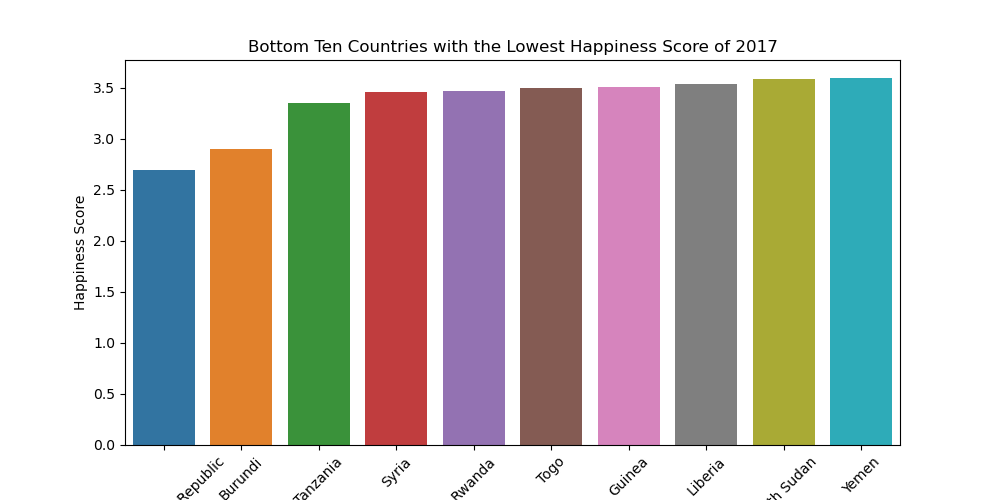 Bottom Ten Countries with the Lowest Happiness Score of 2017
Happiness Score
3.5
3.0
2.5
2.0
1.5
1.0
0.5
0.0
Republic
Burundi
Tanzania
Syria
Rwanda
Togo
Guinea
Liberia
Sudan
Yemen